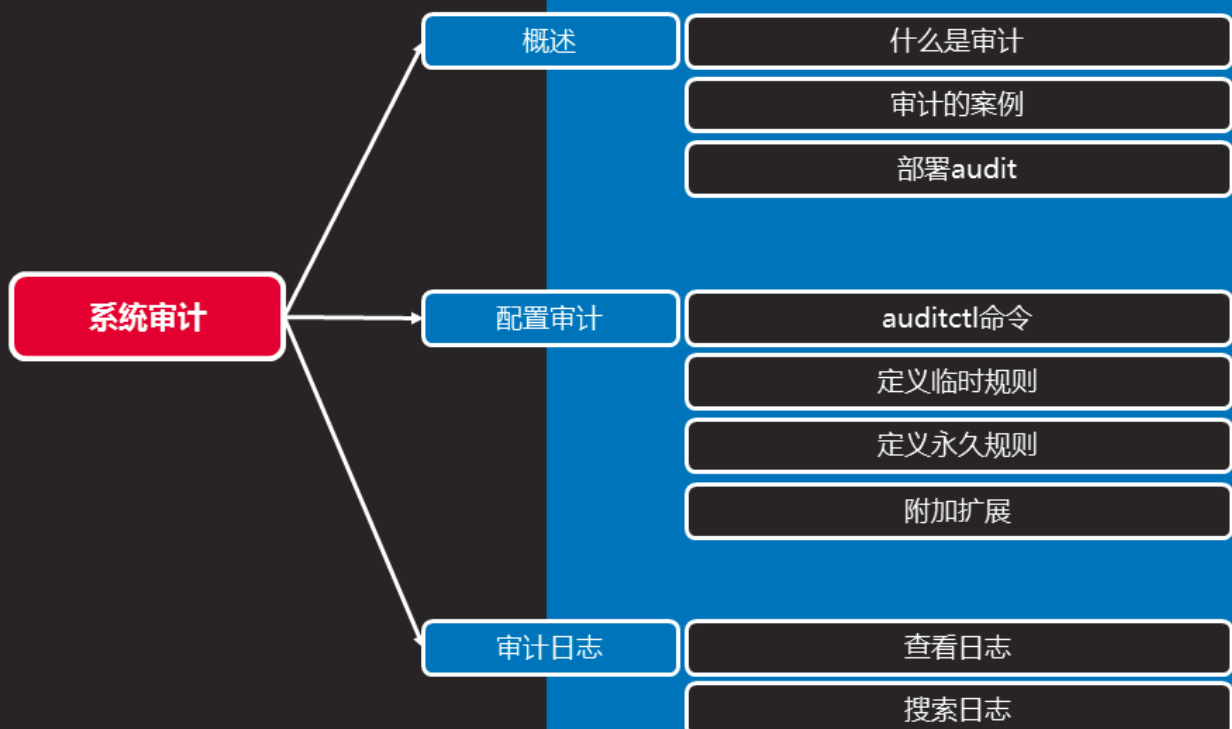 系统审计
概述
什么是审计
审计的案例
部署audit
配置审计
auditctl命令
定义临时规则
定义永久规则
附加扩展
审计日志
查看日志
搜索日志